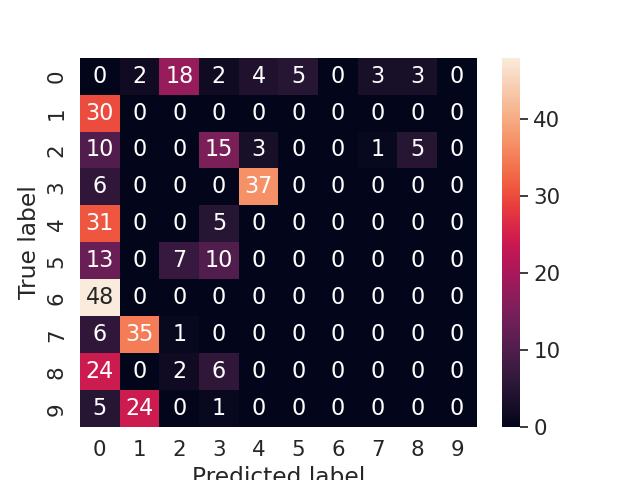 0 0 2 18 2 4 5 0 3 3 0
1 30 0 0 0 0 0 0 0 0 0
2 10 0 0 15 3 0 0 1 5 0
3 6 0 0 0 37 0 0 0 0 0
4 31 0 0 5 0 0 0 0 0 0
5 13 0 7 10 0 0 0 0 0 0
6 48 0 0 0 0 0 0 0 0 0
7 6 35 1 0 0 0 0 0 0 0
8 24 0 2 6 0 0 0 0 0 0
9 5 24 0 1 0 0 0 0 0 0
0 1 2 3 4 5 6 7 8 9
Predicted label
True label
40
30
20
10
0